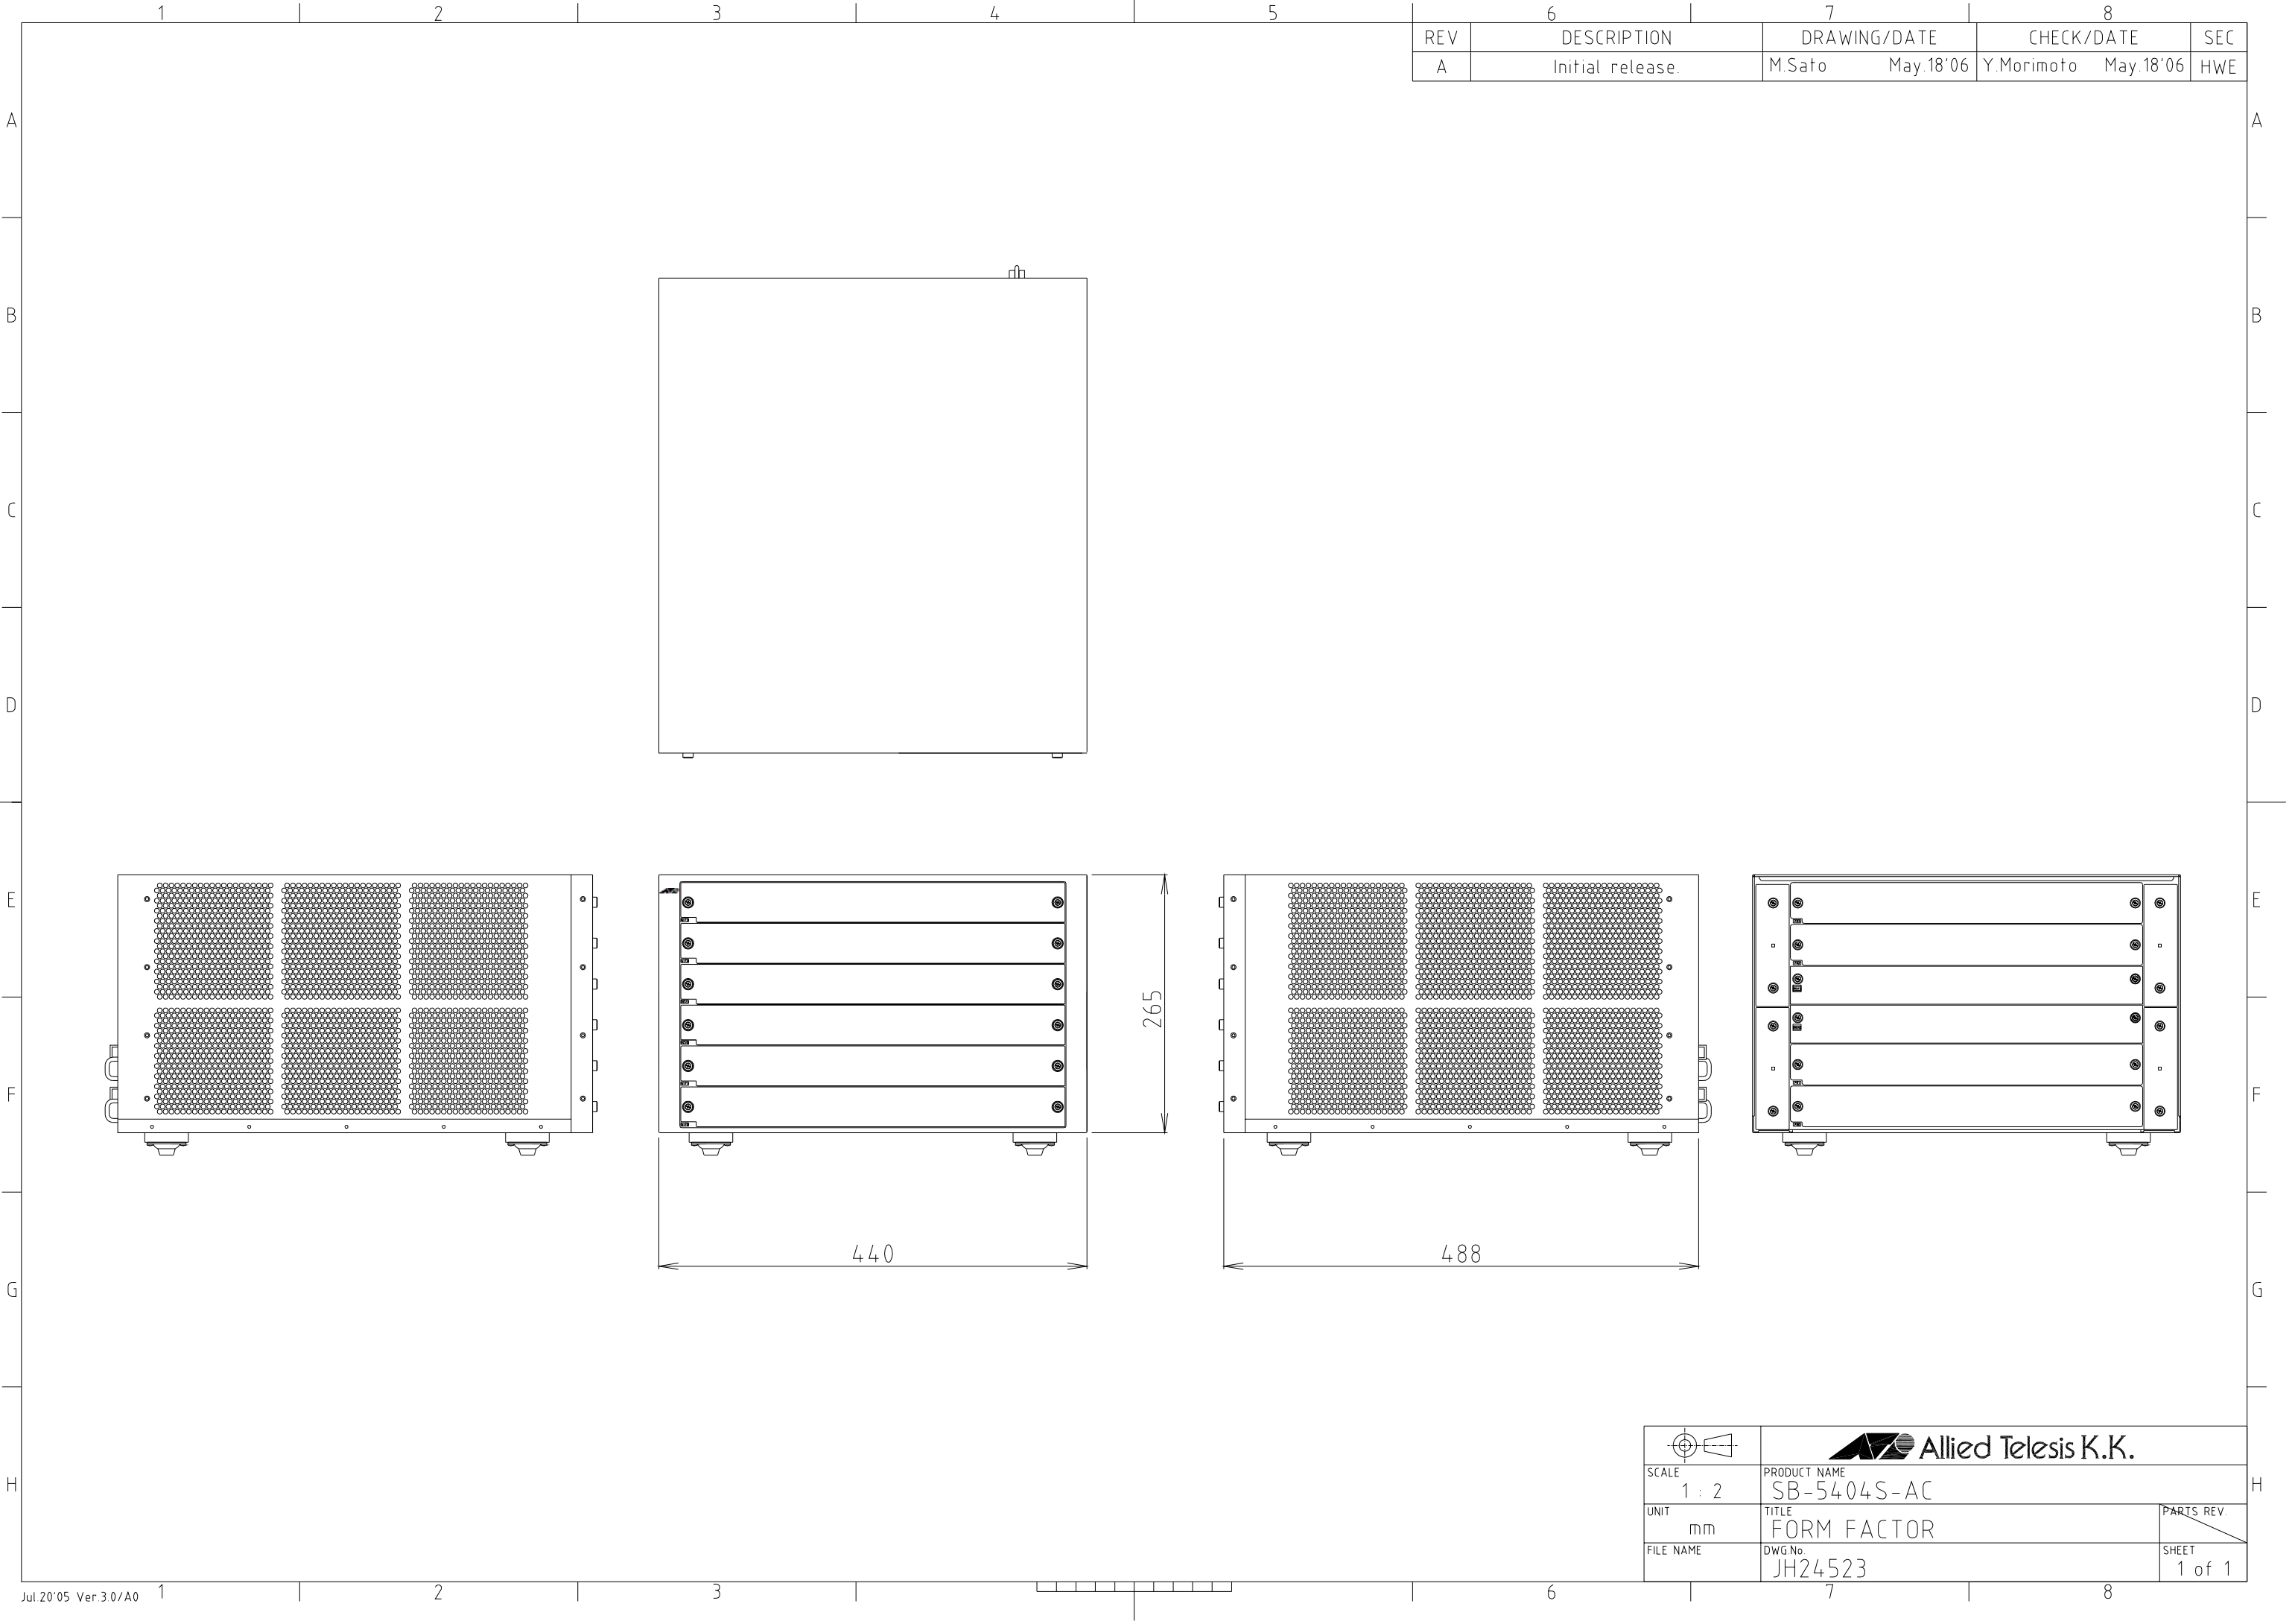 1 2 3 4 5 6 7 8
REV DESCRIPTION DRAWING/DATE CHECK/DATE SEC
A Initial release. M.Sato May.18'06 Y.Morimoto May.18'06 HWE
A A
B B
C C
D D
E E
265
F F
440 488
G G
Allied Telesis K.K.
SCALE PRODUCT NAME
H 1 : 2 SB-5404S-AC H
UNIT TITLE PARTS REV.
mm FORM FACTOR
FILE NAME DWG.No. SHEET
JH24523 1 of 1
Jul.20'05 Ver.3.0/A0 1 2 3 6 7 8